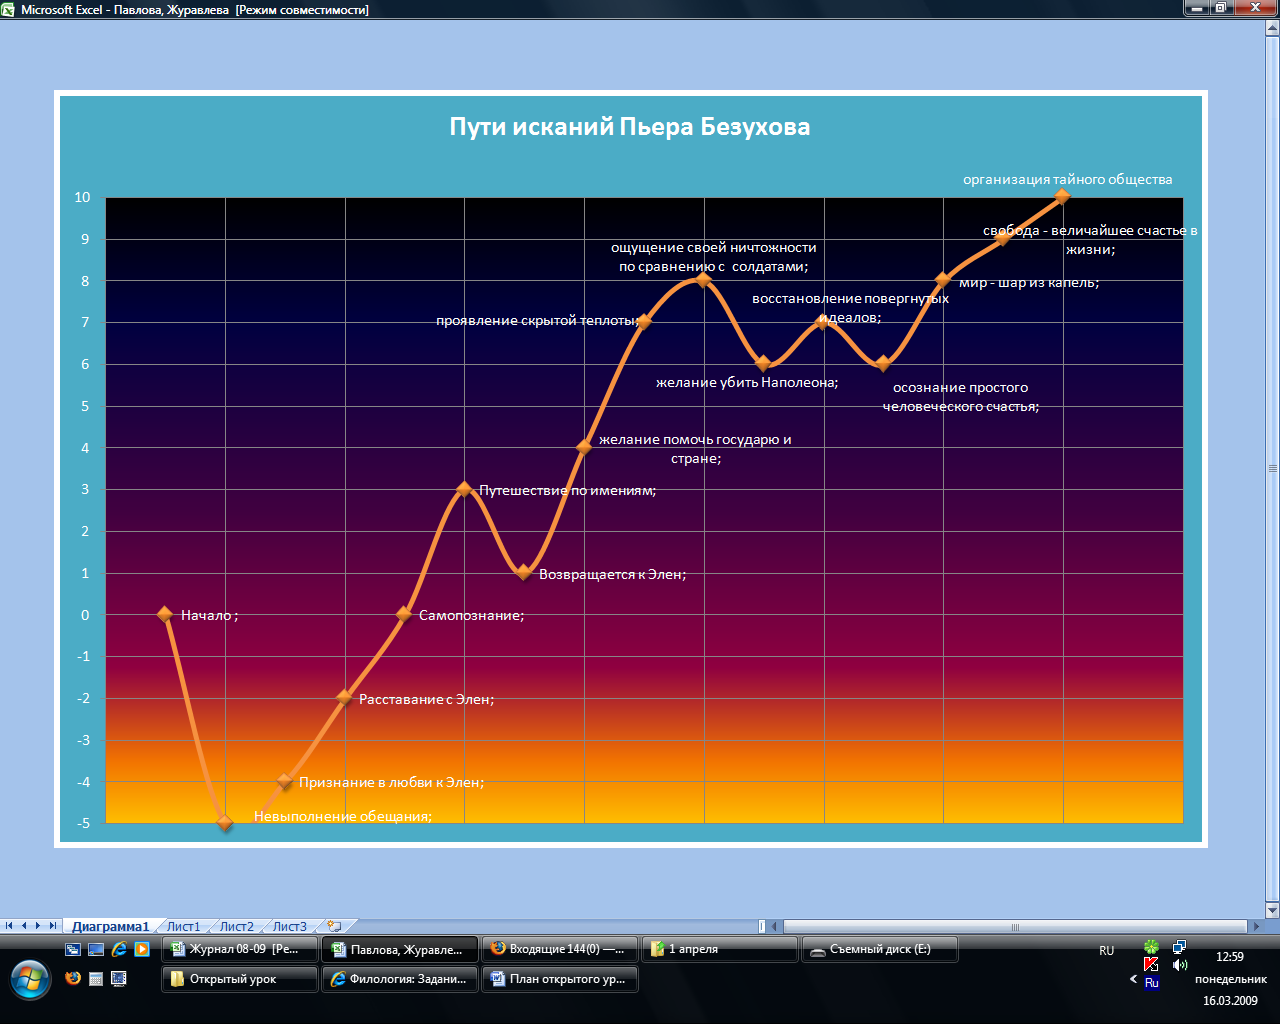 Microsoft Excel - Павлова, Журавлева [Режим совместимости]
Пути исканий Пьера Безухова
организация тайного общества
10
свобода - величайшее счастье в
жизни;
9
ощущение своей ничтожности
по сравнению с солдатами;
8
мир - шар из капель;
восстановление повергнутых
идеалов;
7
проявление скрытой теплоты;
6
желание убить Наполеона;
осознание простого
человеческого счастья;
5
4
желание помочь государю и
стране;
3
Путешествие по имениям;
2
1
Возвращается к Элен;
0
Начало ;
Самопознание;
-1
-2
Расставание с Элен;
-3
-4
Признание в любви к Элен;
-5
Невыполнение обещания;
Диаграмма1 Лист1 Лист2 Лист3
Журнал 08-09 [Ре... Павлова, Журавле... Входящие 144(0) —... 1 апреля Съемный диск (E:)
Открытый урок Филология: Задани... План открытого ур...
RU
Ru
12:59
понедельник
16.03.2009